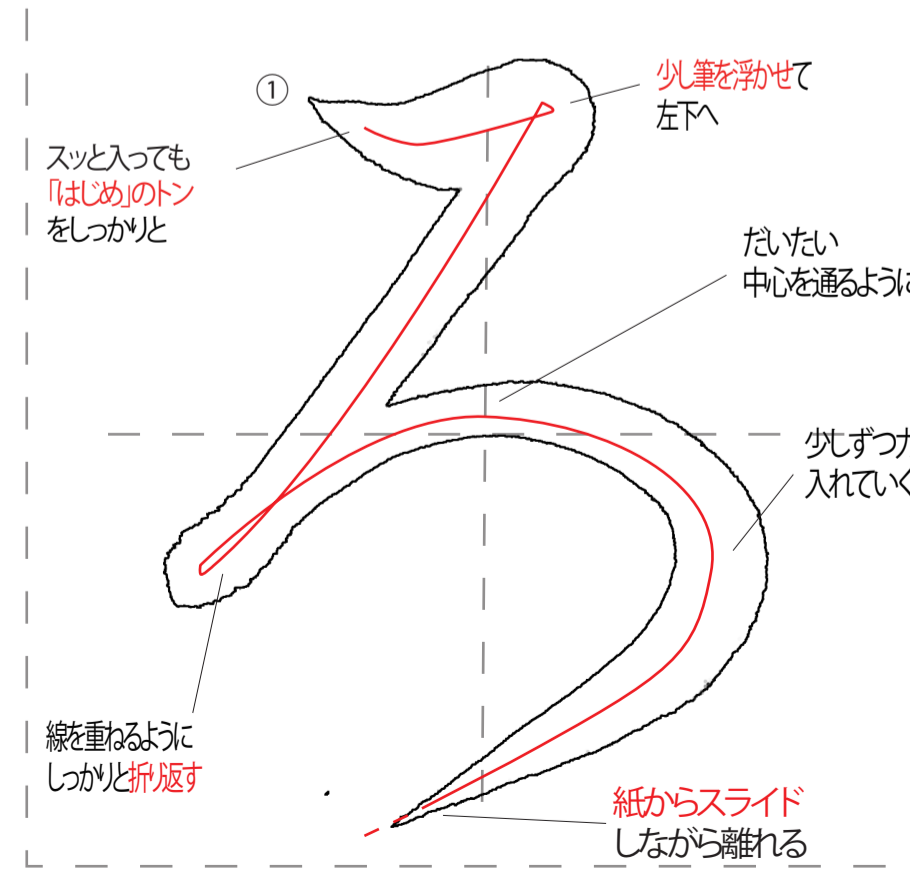 ①
少し筆を浮かせて
左下へ
スッと入っても
「はじめ」のトン
をしっかりと
だいたい
中心を通るように
少しずつ
入れていく
線を重ねるように
しっかりと折り返す
紙からスライド
しながら離れる
ろ